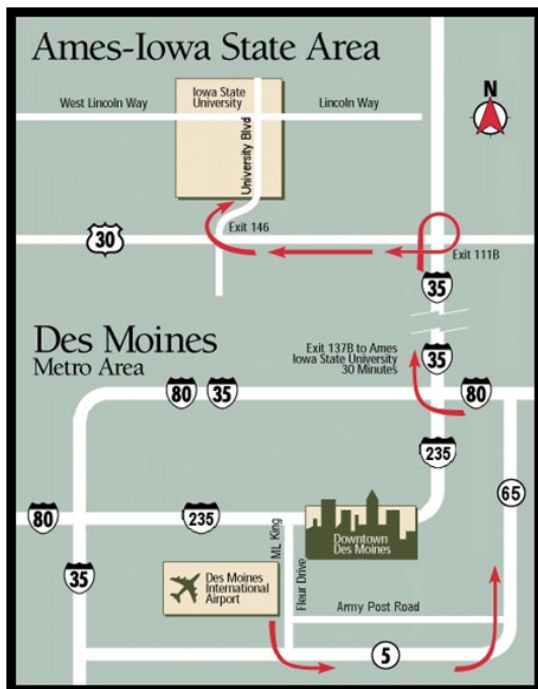 Ames-Iowa State Area
N
Iowa State
University
West Lincoln Way
Lincoln Way
University Blvd
Exit 146
30
Exit 111B
35
Des Moines
Metro Area
Exit 137B to Ames
Iowa State University
30 Minutes
35
80
35
80
235
65
80
235
ML King
Downtown
Des Moines
35
Des Moines
International
Airport
Fleur Drive
Army Post Road
5